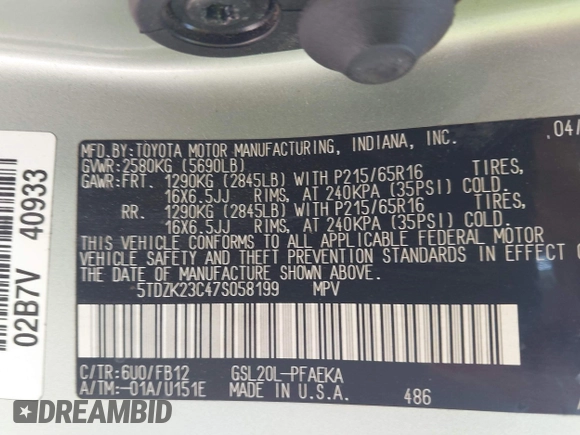 MFD. BY: TOYOTA MOTOR MANUFACTURING, INDIANA, INC. .04/
GVWR: 2580KG (5690LB)
GAWR: FRT. 1290KG (2845LB) WITH P215/65R16 TIRES,
16X6.5JJ RIMS, AT 240KPA (35PSI) COLD.
RR. 1290KG (2845LB) WITH P215/65R16 TIRES,
16X6.5JJ RIMS, AT 240KPA (35PSI) COLD.
THIS VEHICLE CONFORMS TO ALL APPLICABLE FEDERAL MOTOR
VEHICLE SAFETY AND THEFT PREVENTION STANDARDS IN EFFECT
THE DATE OF MANUFACTURE SHOWN ABOVE.
5TDZK23C47S058199 MPV
C/TR: 6U0/FB12 GSL20L-PFAEKA
A/TM: -01A/U151E MADE IN U.S.A. 486
02B7V 40933
DREAMBID